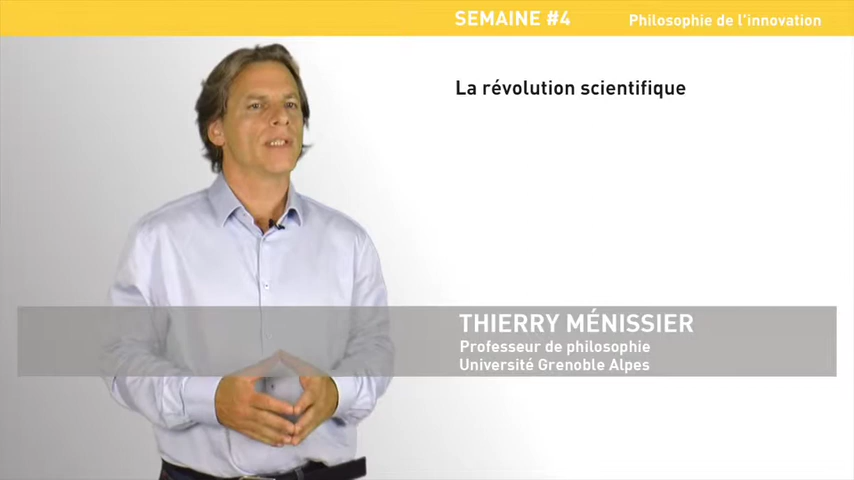 SEMAINE #4
Philosophie de l'innovation
La révolution scientifique
THIERRY MÉNISSIER
Professeur de philosophie
Université Grenoble Alpes